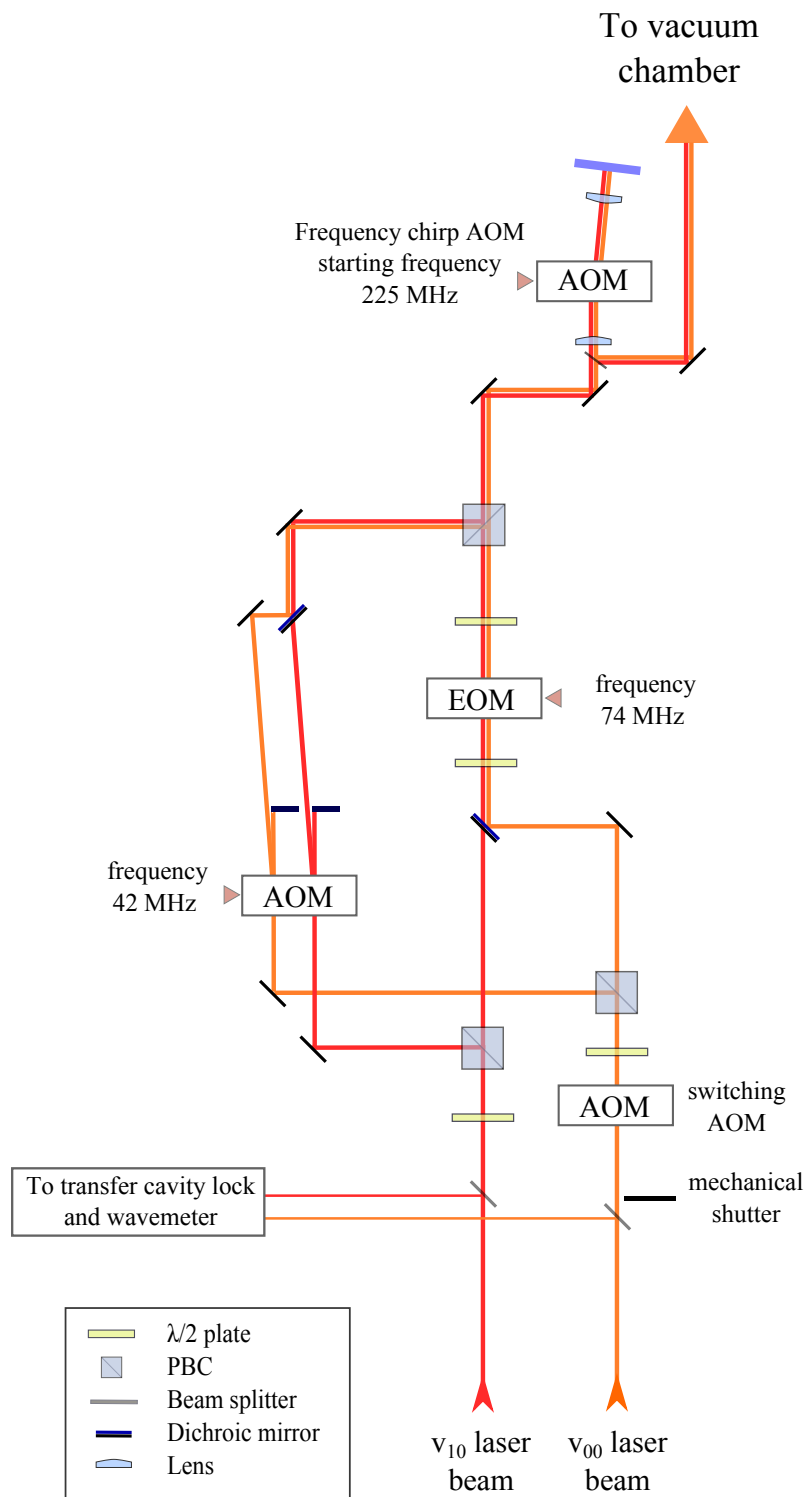 To vacuum
chamber
Frequency chirp AOM
starting frequency
225 MHz
AOM
EOM
frequency
74 MHz
frequency
42 MHz
AOM
AOM
switching
AOM
To transfer cavity lock
and wavemeter
mechanical
shutter
λ/2 plate
PBC
Beam splitter
Dichroic mirror
Lens
v₁₀ laser
beam
v₀₀ laser
beam